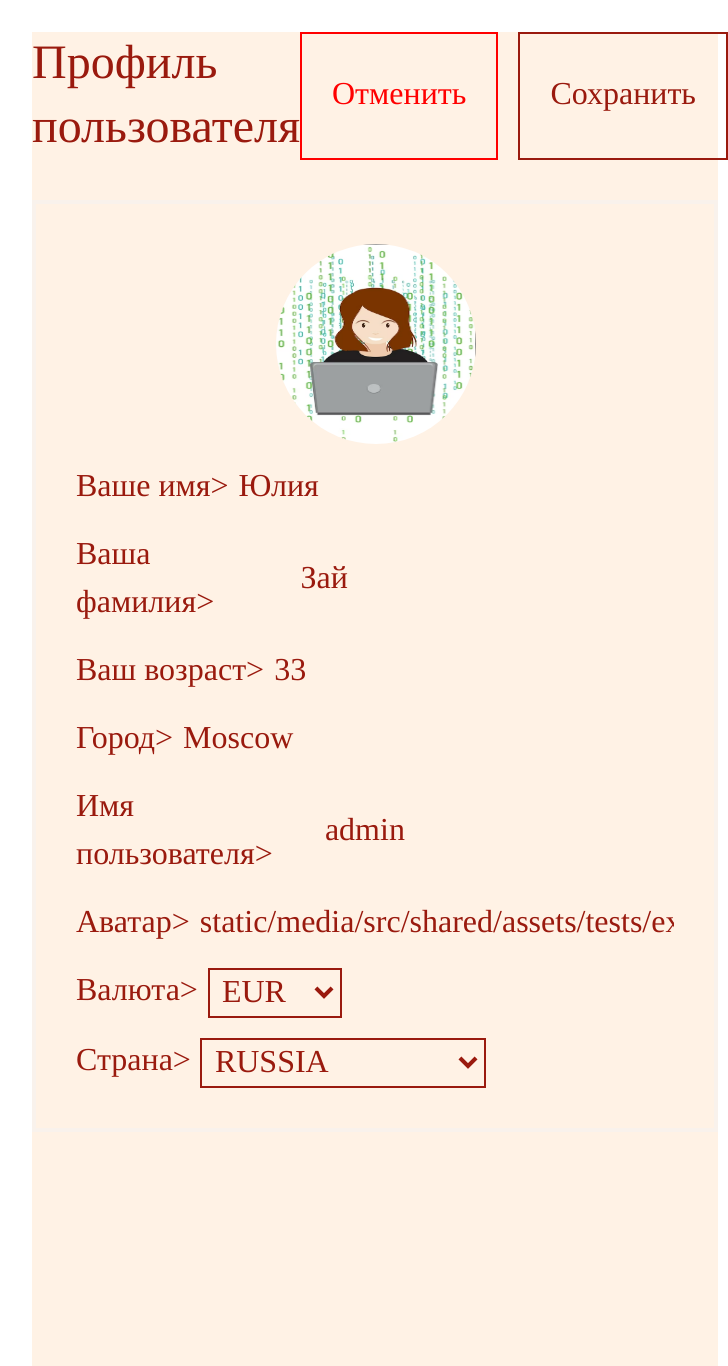 Профиль
пользователя
Отменить
Сохранить
Ваше имя> Юлия
Ваша
фамилия>
Зай
Ваш возраст> 33
Город> Moscow
Имя
пользователя>
admin
Аватар> static/media/src/shared/assets/tests/ex
Валюта> EUR
Страна> RUSSIA